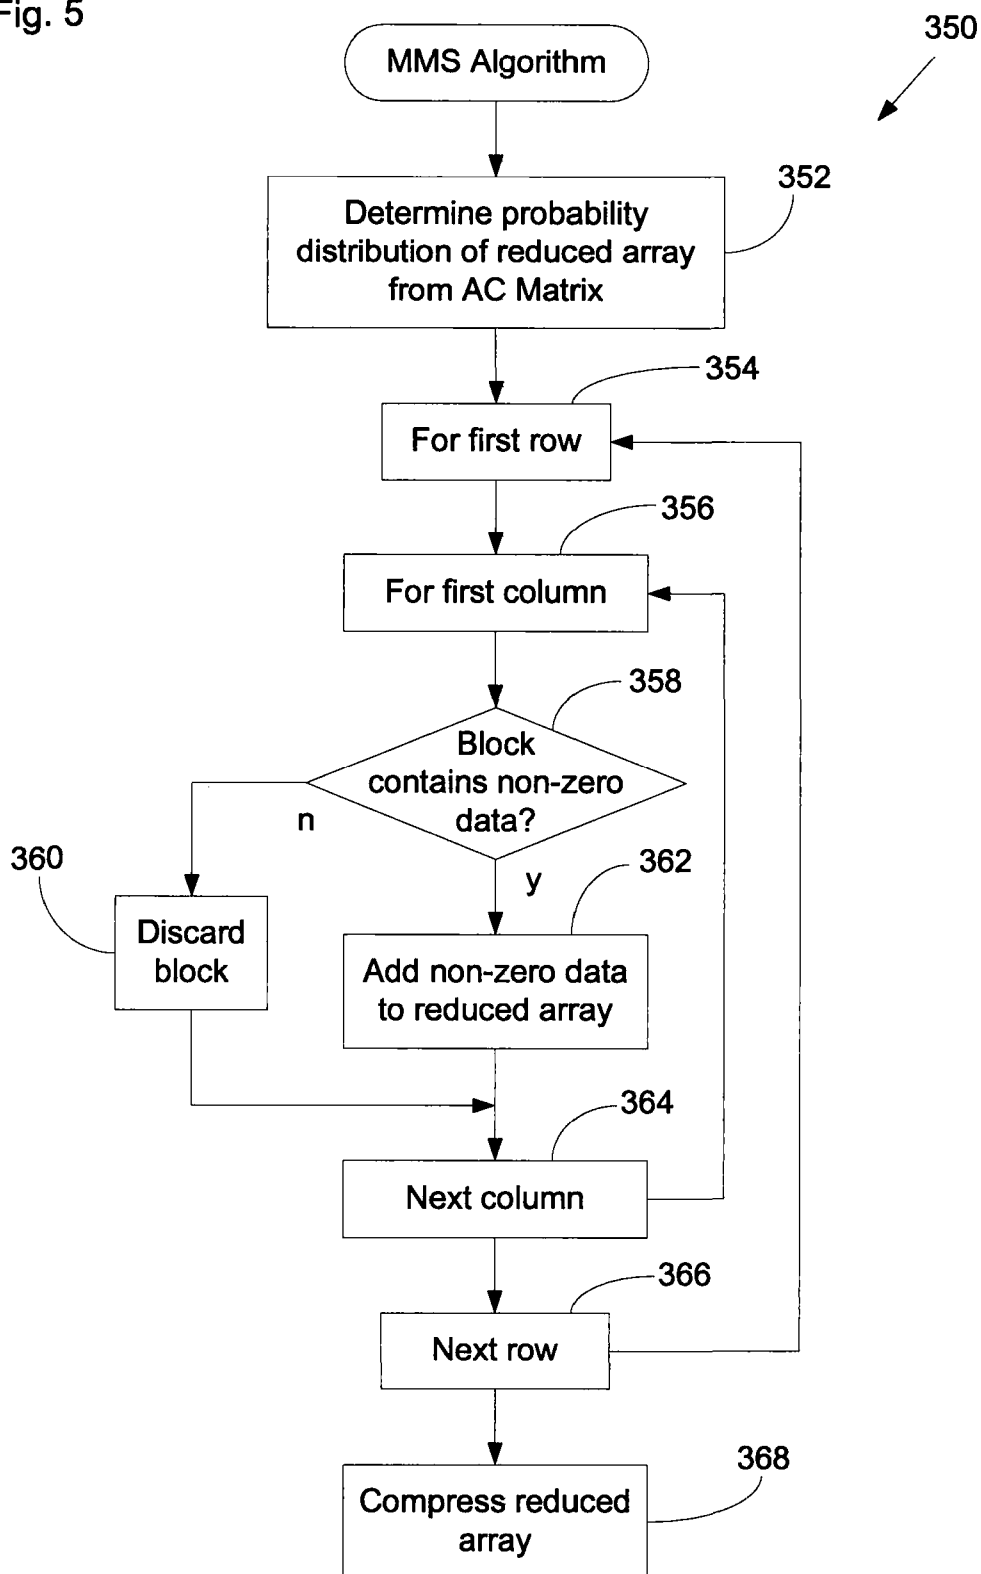 Fig. 5
350
MMS Algorithm
352
Determine probability
distribution of reduced array
from AC Matrix
354
For first row
356
For first column
358
Block
contains non-zero
data?
n
y
360
Discard
block
362
Add non-zero data
to reduced array
364
Next column
366
Next row
368
Compress reduced
array